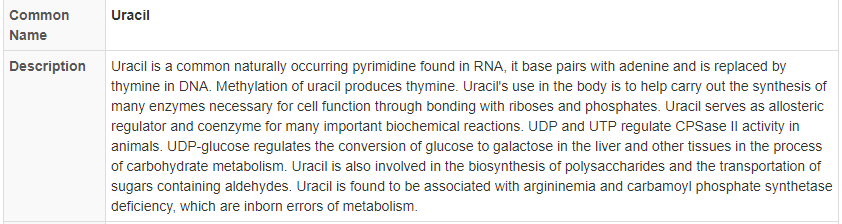 Common Name
Uracil
Description
Uracil is a common naturally occurring pyrimidine found in RNA, it base pairs with adenine and is replaced by
thymine in DNA. Methylation of uracil produces thymine. Uracil's use in the body is to help carry out the synthesis of
many enzymes necessary for cell function through bonding with riboses and phosphates. Uracil serves as allosteric
regulator and coenzyme for many important biochemical reactions. UDP and UTP regulate CPSase II activity in
animals. UDP-glucose regulates the conversion of glucose to galactose in the liver and other tissues in the process
of carbohydrate metabolism. Uracil is also involved in the biosynthesis of polysaccharides and the transportation of
sugars containing aldehydes. Uracil is found to be associated with argininemia and carbamoyl phosphate synthetase
deficiency, which are inborn errors of metabolism.